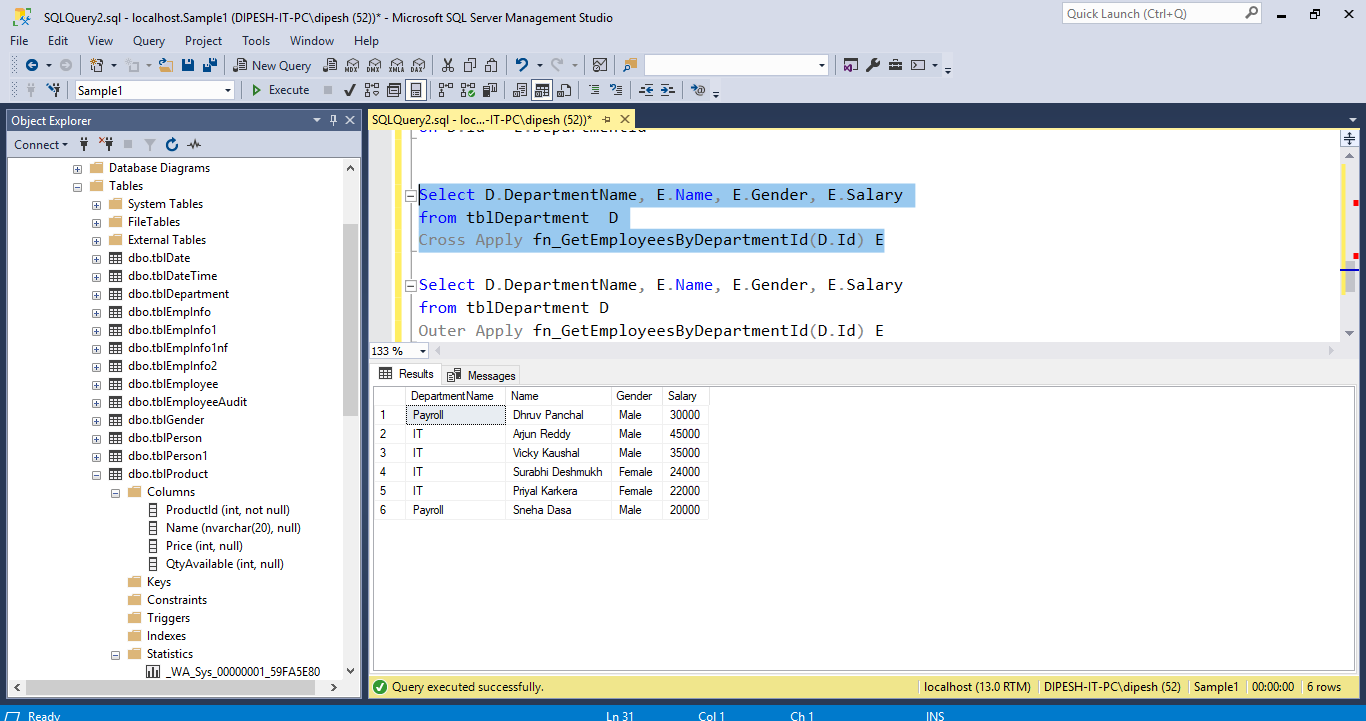 SQLQuery2.sql - localhost.Sample1 (DIPESH-IT-PC\dipesh (52))* - Microsoft SQL Server Management Studio
Quick Launch (Ctrl+Q)
File Edit View Query Project Tools Window Help
New Query
MDX DMX XMLA DAX
Sample1
Execute
Object Explorer
Connect
Database Diagrams
Tables
System Tables
FileTables
External Tables
dbo.tblDate
dbo.tblDateTime
dbo.tblDepartment
dbo.tblEmpInfo
dbo.tblEmpInfo1
dbo.tblEmpInfo1nf
dbo.tblEmpInfo2
dbo.tblEmployee
dbo.tblEmployeeAudit
dbo.tblGender
dbo.tblPerson
dbo.tblPerson1
dbo.tblProduct
Columns
ProductId (int, not null)
Name (nvarchar(20), null)
Price (int, null)
QtyAvailable (int, null)
Keys
Constraints
Triggers
Indexes
Statistics
_WA_Sys_00000001_59FA5E80
SQLQuery2.sql - loc...-IT-PC\dipesh (52))*
Select D.DepartmentName, E.Name, E.Gender, E.Salary
from tblDepartment  D
Cross Apply fn_GetEmployeesByDepartmentId(D.Id) E
Select D.DepartmentName, E.Name, E.Gender, E.Salary
from tblDepartment D
Outer Apply fn_GetEmployeesByDepartmentId(D.Id) E
133 %
Results Messages
DepartmentName Name Gender Salary
1 Payroll Dhruv Panchal Male 30000
2 IT Arjun Reddy Male 45000
3 IT Vicky Kaushal Male 35000
4 IT Surabhi Deshmukh Female 24000
5 IT Priyal Karkera Female 22000
6 Payroll Sneha Dasa Male 20000
Query executed successfully.
localhost (13.0 RTM) DIPESH-IT-PC\dipesh (52) Sample1 00:00:00 6 rows
Ready Ln 31 Col 1 Ch 1 INS